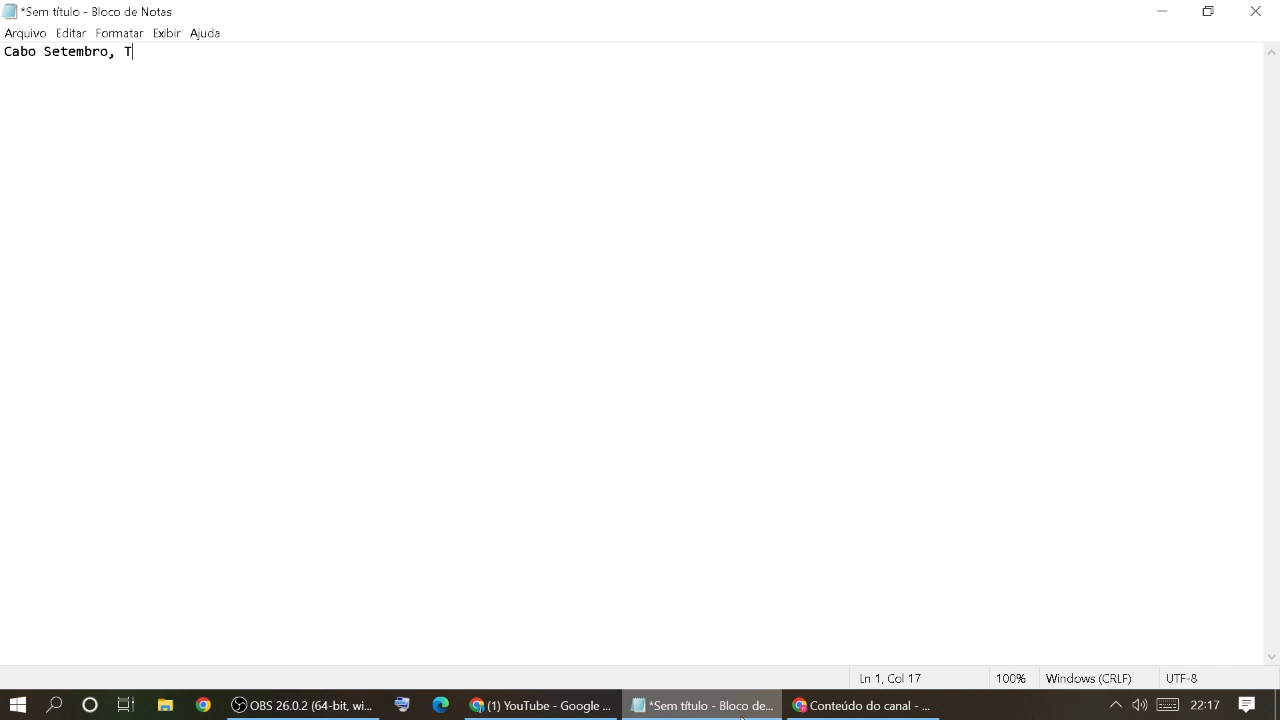 *Sem título - Bloco de Notas
Arquivo Editar Formatar Exibir Ajuda
Cabo Setembro, T
Ln 1, Col 17 100% Windows (CRLF) UTF-8
OBS 26.0.2 (64-bit, wi... (1) YouTube - Google ... *Sem título - Bloco de... Conteúdo do canal - ... 22:17